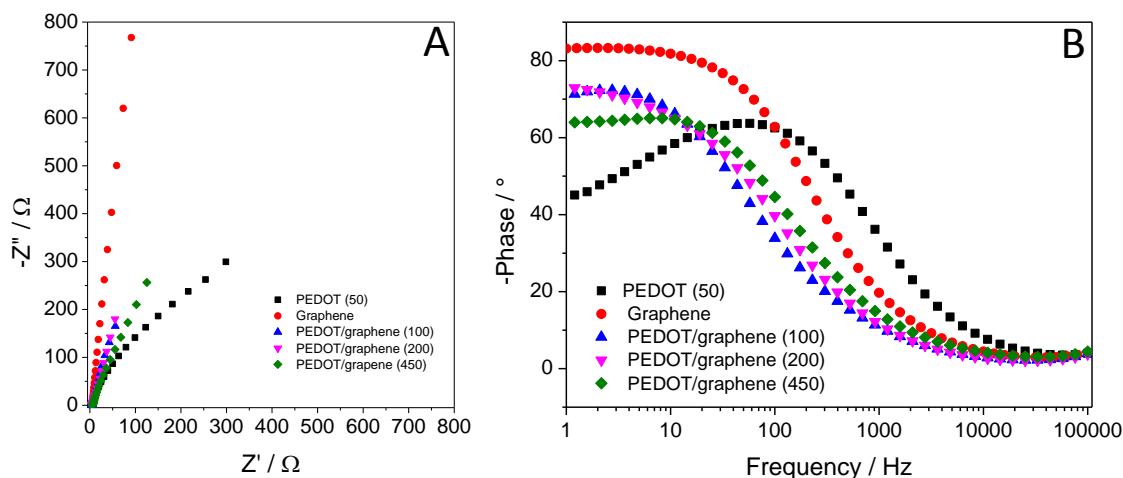 A
800
700
600
500
400
300
200
100
0
-Z" / Ω
0 100 200 300 400 500 600 700 800
Z' / Ω
PEDOT (50)
Graphene
PEDOT/graphene (100)
PEDOT/graphene (200)
PEDOT/grapene (450)
B
80
60
40
20
0
-Phase / °
1 10 100 1000 10000 100000
Frequency / Hz
PEDOT (50)
Graphene
PEDOT/graphene (100)
PEDOT/graphene (200)
PEDOT/graphene (450)